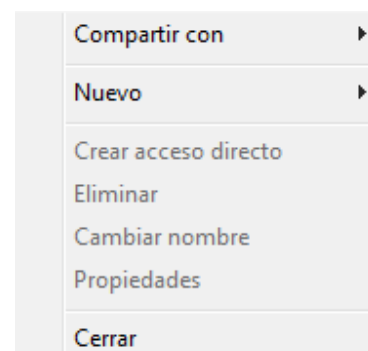 Compartir con
Nuevo
Crear acceso directo
Eliminar
Cambiar nombre
Propiedades
Cerrar